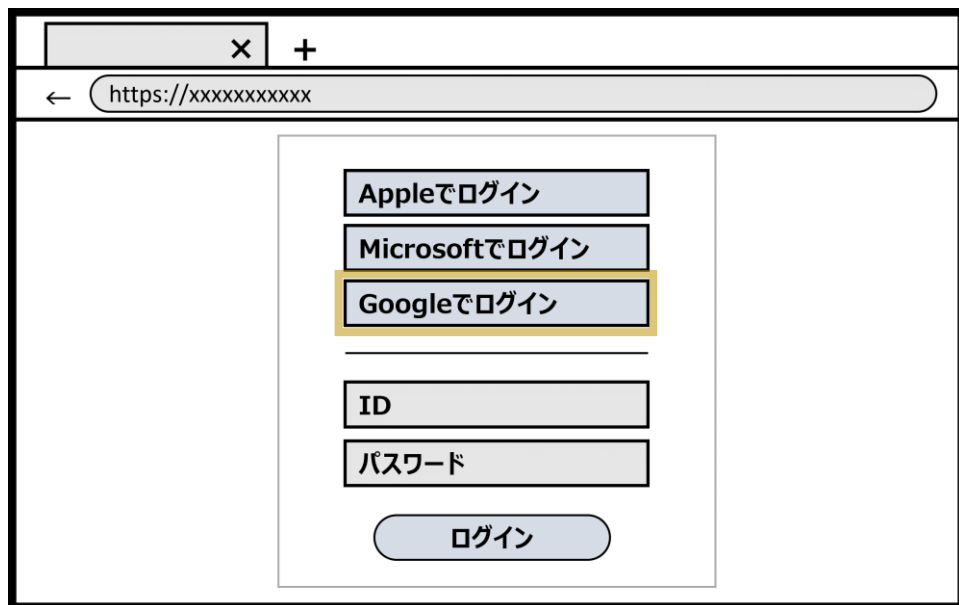 × +
← https://xxxxxxxxxxx
Appleでログイン
Microsoftでログイン
Googleでログイン
ID
パスワード
ログイン